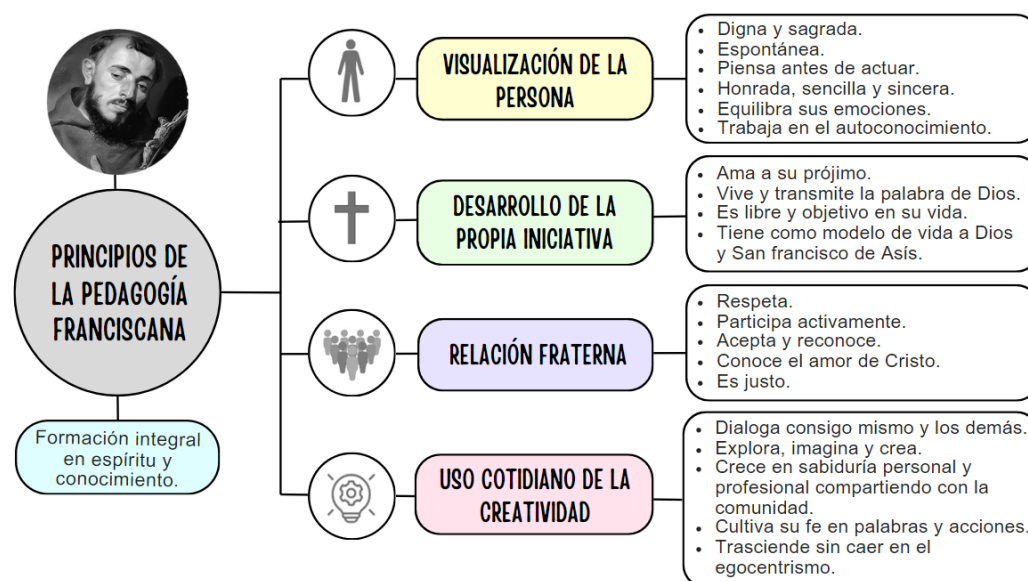 PRINCIPIOS DE
LA PEDAGOGÍA
FRANCISCANA
Formación integral
en espíritu y
conocimiento.
VISUALIZACIÓN DE LA
PERSONA
• Digna y sagrada.
• Espontánea.
• Piensa antes de actuar.
• Honrada, sencilla y sincera.
• Equilibra sus emociones.
• Trabaja en el autoconocimiento.
DESARROLLO DE LA
PROPIA INICIATIVA
• Ama a su prójimo.
• Vive y transmite la palabra de Dios.
• Es libre y objetivo en su vida.
• Tiene como modelo de vida a Dios
y San francisco de Asís.
RELACIÓN FRATERNA
• Respeta.
• Participa activamente.
• Acepta y reconoce.
• Conoce el amor de Cristo.
• Es justo.
USO COTIDIANO DE LA
CREATIVIDAD
• Dialoga consigo mismo y los demás.
• Explora, imagina y crea.
• Crece en sabiduría personal y
profesional compartiendo con la
comunidad.
• Cultiva su fe en palabras y acciones.
• Trasciende sin caer en el
egocentrismo.